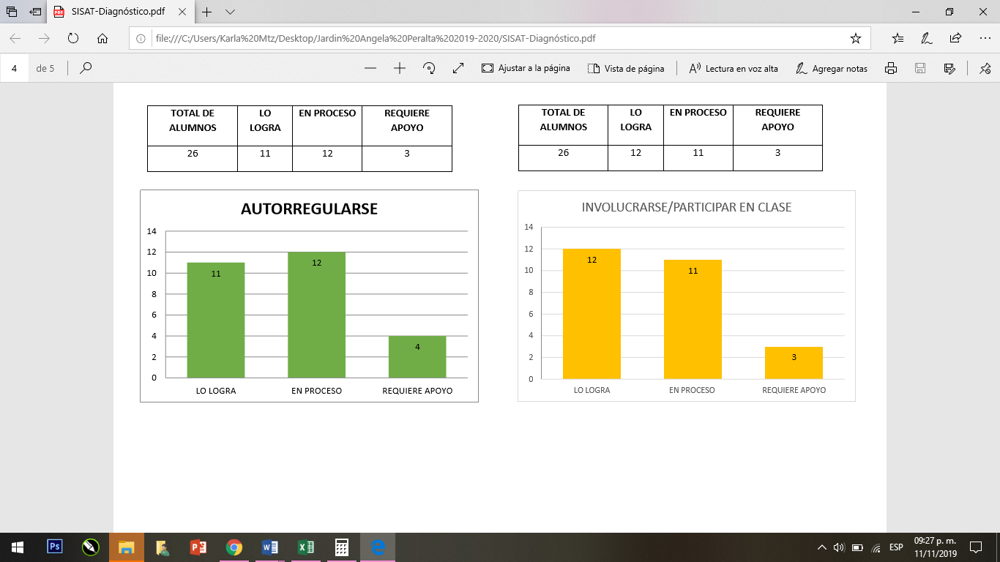 SISAT-Diagnóstico.pdf
file:///C:/Users/Karla%20Mtz/Desktop/Jardin%20Angela%20Peralta%202019-2020/SISAT-Diagnóstico.pdf
4 de 5 Ajustar a la página Vista de página Lectura en voz alta Agregar notas
TOTAL DE ALUMNOS LO LOGRA EN PROCESO REQUIERE APOYO
26 11 12 3
TOTAL DE ALUMNOS LO LOGRA EN PROCESO REQUIERE APOYO
26 12 11 3
AUTORREGULARSE
14
12
10
8
6
4
2
0
11
12
4
LO LOGRA EN PROCESO REQUIERE APOYO
INVOLUCRARSE/PARTICIPAR EN CLASE
14
12
10
8
6
4
2
0
12
11
3
LO LOGRA EN PROCESO REQUIERE APOYO
ESP
09:27 p. m.
11/11/2019